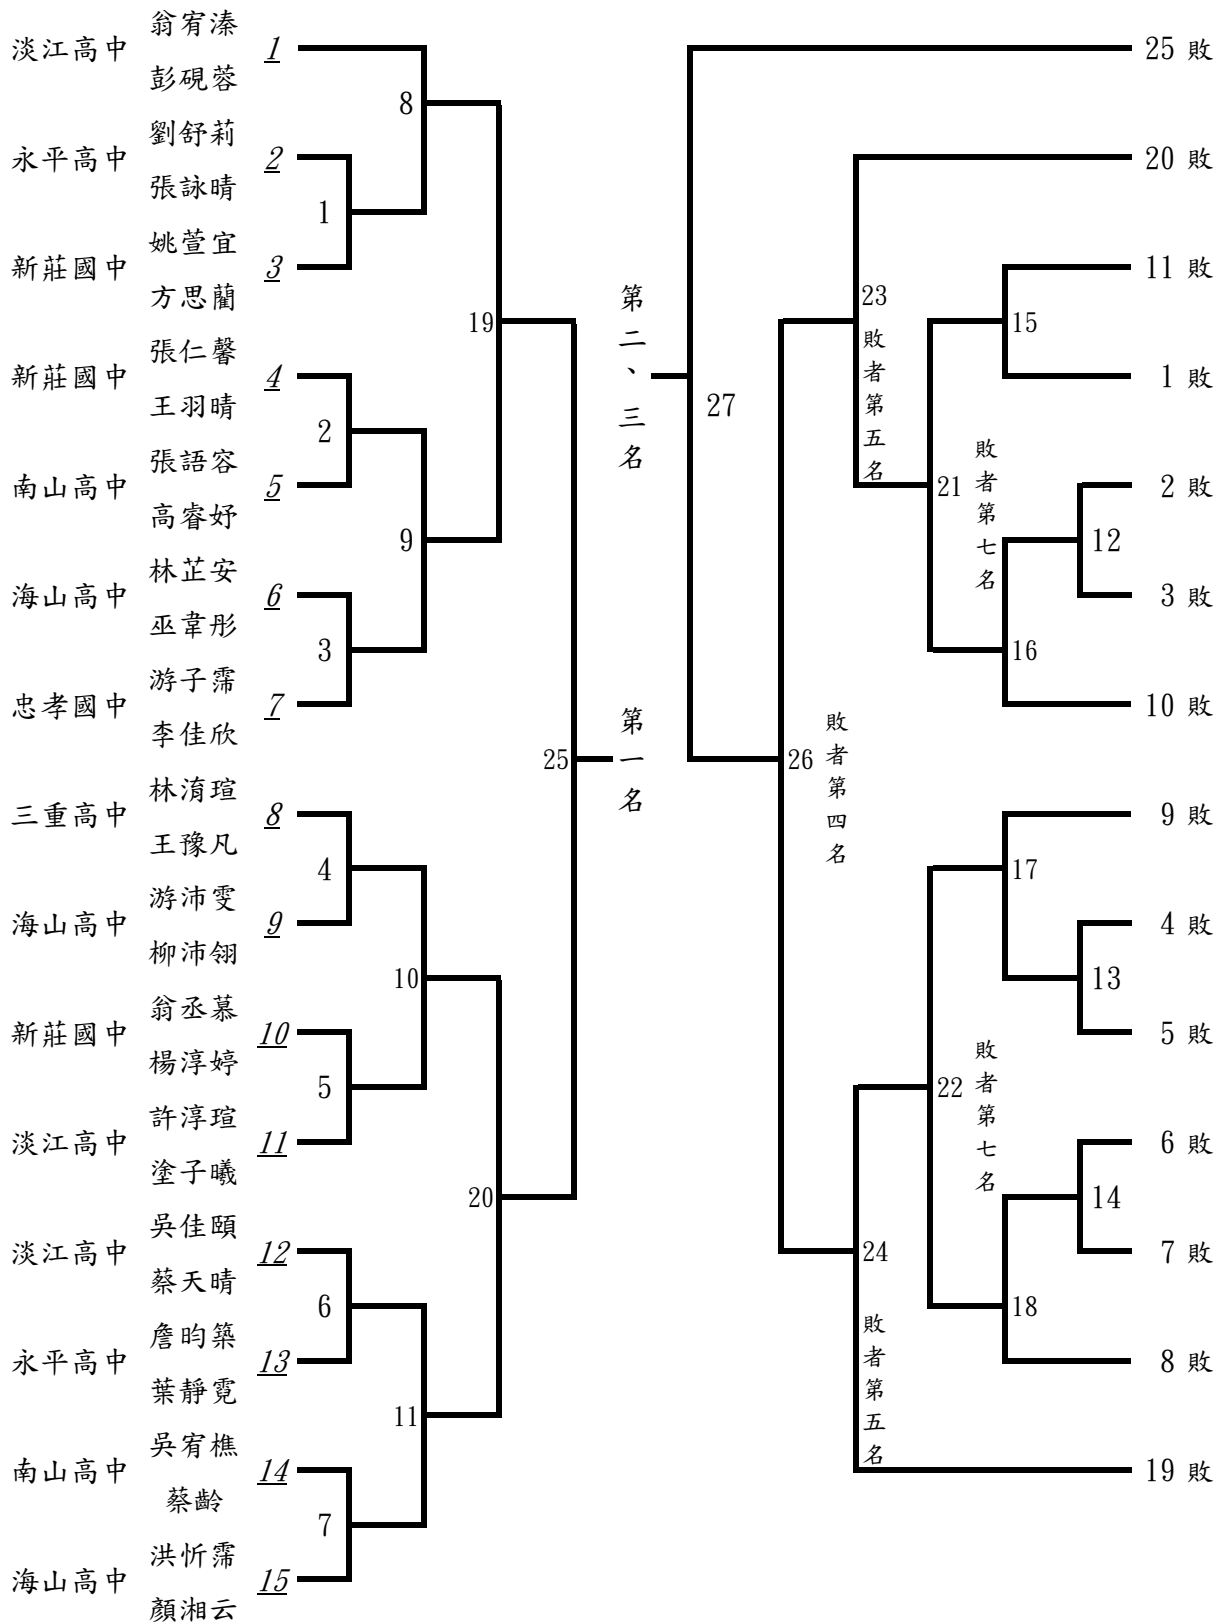 翁宥溱
淡江高中 1
彭硯蓉
劉舒莉
永平高中 2
張詠晴
姚萱宜
新莊國中 3
方思蘭
張仁馨
新莊國中 4
王羽晴
張語容
南山高中 5
高睿妤
林芷安
海山高中 6
巫韋彤
游子霈
忠孝國中 7
李佳欣
林淯瑄
三重高中 8
王豫凡
游沛雯
海山高中 9
柳沛翎
翁丞慕
新莊國中 10
楊淳婷
許淳瑄
淡江高中 11
塗子曦
吳佳頤
淡江高中 12
蔡天晴
詹昀築
永平高中 13
葉靜霓
吳宥樵
南山高中 14
蔡齡
洪忻霈
海山高中 15
顏湘云
1
2
3
4
5
6
7
8
9
10
11
19
20
25
第一名
第二、三名
27
26
敗者第四名
23
敗者第五名
24
敗者第五名
21
敗者第七名
22
敗者第七名
15
16
17
18
12
13
14
25 敗
20 敗
11 敗
1 敗
2 敗
3 敗
10 敗
9 敗
4 敗
5 敗
6 敗
7 敗
8 敗
19 敗